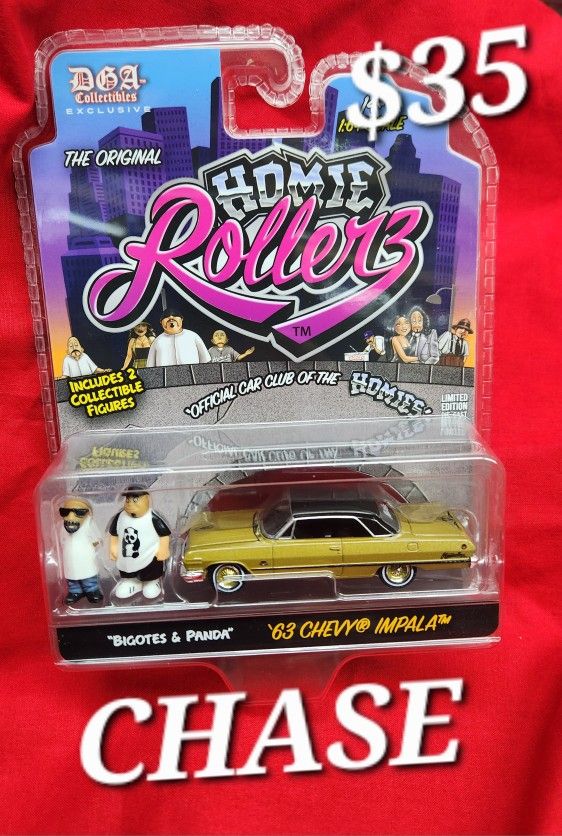 $35
DGA
Collectibles
EXCLUSIVE
THE ORIGINAL
HOMIE
Rollerz
TM
INCLUDES 2
COLLECTIBLE
FIGURES
"OFFICIAL CAR CLUB OF THE HOMIES"
LIMITED
EDITION
"BIGOTES & PANDA"
'63 CHEVY® IMPALA™
CHASE